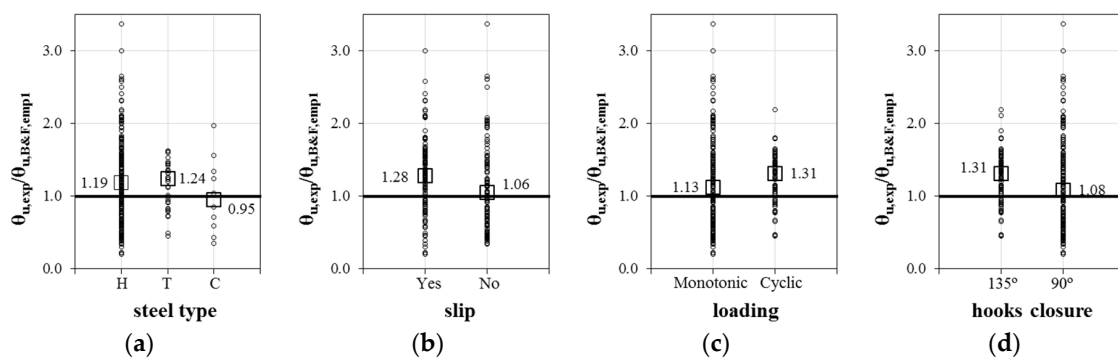 θu,exp/θu,B&F,emp1
3.0
2.0
1.0
0.0
1.19
1.24
0.95
H T C
steel type
(a)
θu,exp/θu,B&F,emp1
3.0
2.0
1.0
0.0
1.28
1.06
Yes No
slip
(b)
θu,exp/θu,B&F,emp1
3.0
2.0
1.0
0.0
1.13
1.31
Monotonic Cyclic
loading
(c)
θu,exp/θu,B&F,emp1
3.0
2.0
1.0
0.0
1.31
1.08
135º 90º
hooks closure
(d)